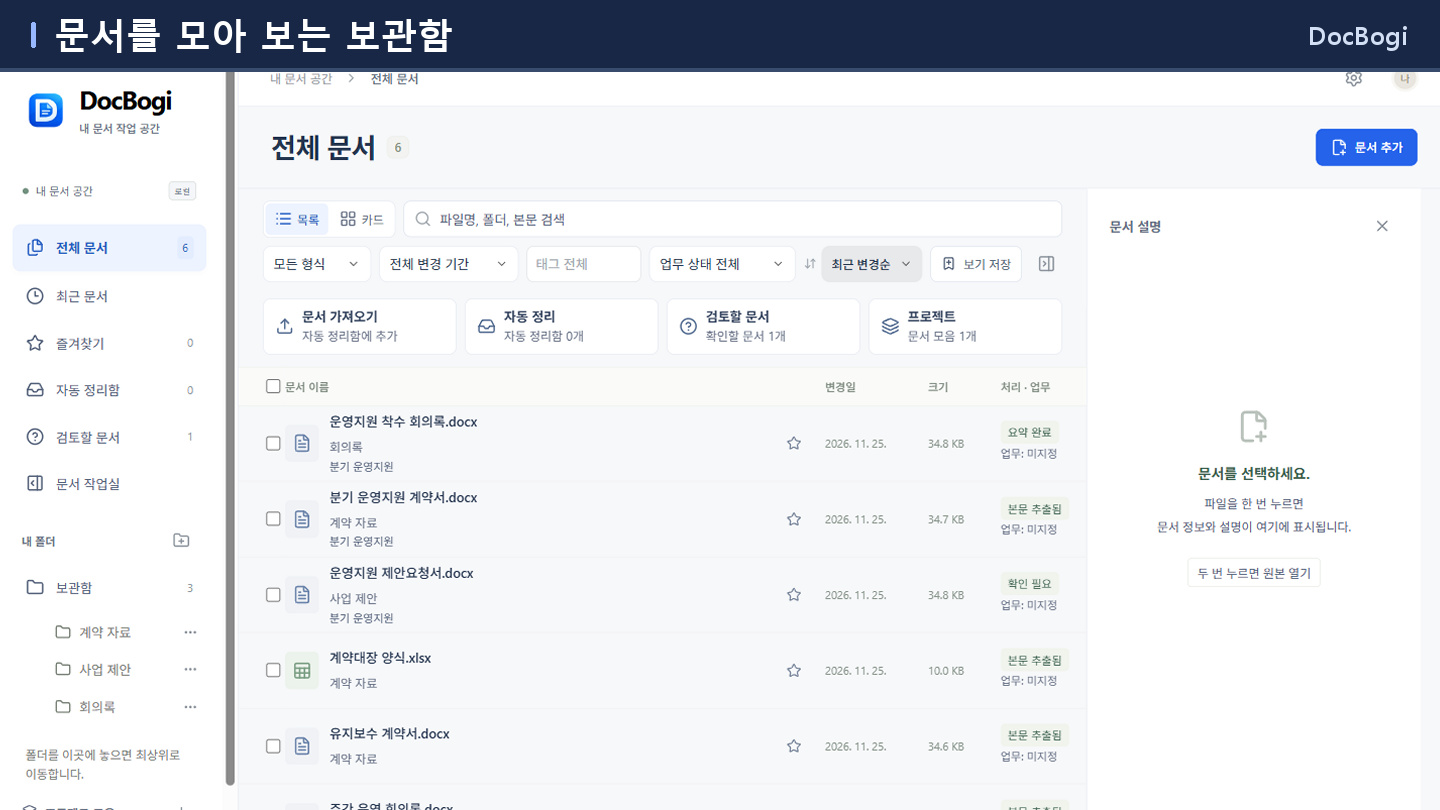 문서를 모아 보는 보관함
DocBogi
DocBogi
내 문서 작업 공간
내 문서 공간
로컬
전체 문서
6
최근 문서
즐겨찾기
0
자동 정리함
0
검토할 문서
1
문서 작업실
내 폴더
보관함
3
계약 자료
사업 제안
회의록
폴더를 이곳에 놓으면 최상위로
이동합니다.
내 문서 공간 > 전체 문서
나
전체 문서 6
문서 추가
목록
카드
파일명, 폴더, 본문 검색
모든 형식
전체 변경 기간
태그 전체
업무 상태 전체
최근 변경순
보기 저장
문서 가져오기
자동 정리함에 추가
자동 정리
자동 정리함 0개
검토할 문서
확인할 문서 1개
프로젝트
문서 모음 1개
문서 이름
변경일
크기
처리 · 업무
운영지원 착수 회의록.docx
회의록
분기 운영지원
2026. 11. 25.
34.8 KB
요약 완료
업무: 미지정
분기 운영지원 계약서.docx
계약 자료
분기 운영지원
2026. 11. 25.
34.7 KB
본문 추출됨
업무: 미지정
운영지원 제안요청서.docx
사업 제안
분기 운영지원
2026. 11. 25.
34.8 KB
확인 필요
업무: 미지정
계약대장 양식.xlsx
계약 자료
2026. 11. 25.
10.0 KB
본문 추출됨
업무: 미지정
유지보수 계약서.docx
계약 자료
2026. 11. 25.
34.6 KB
본문 추출됨
업무: 미지정
주간 운영 회의록.docx
본문 추출됨
문서 설명
문서를 선택하세요.
파일을 한 번 누르면
문서 정보와 설명이 여기에 표시됩니다.
두 번 누르면 원본 열기